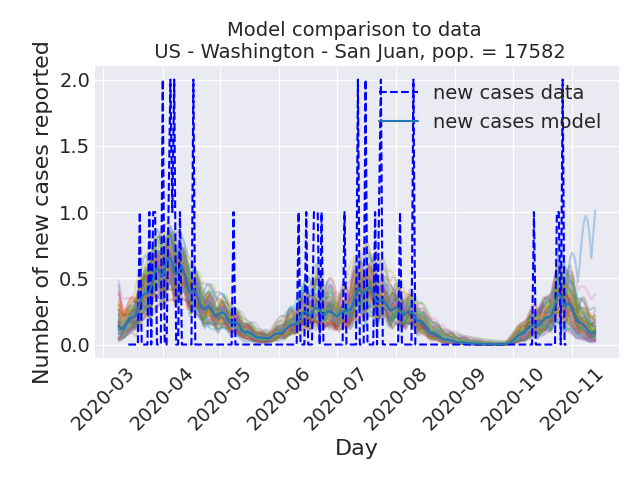 Model comparison to data
US - Washington - San Juan, pop. = 17582
Number of new cases reported
2.0
1.5
1.0
0.5
0.0
new cases data
new cases model
2020-03
2020-04
2020-05
2020-06
2020-07
2020-08
2020-09
2020-10
2020-11
Day